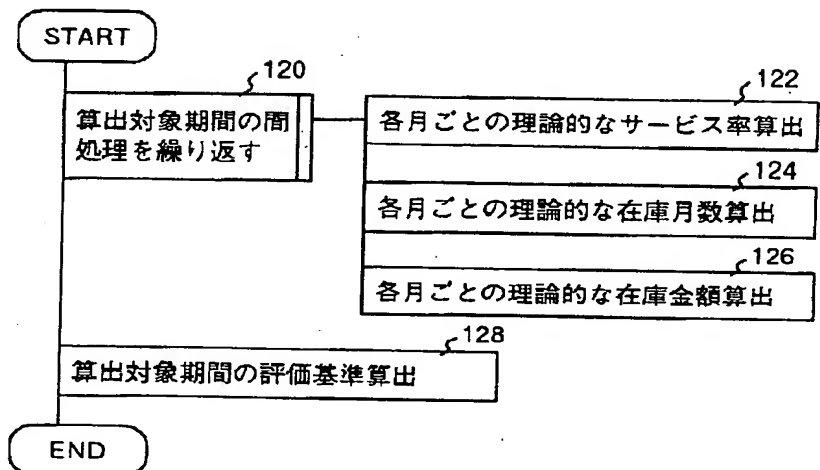 START
120
算出対象期間の間
処理を繰り返す
122
各月ごとの理論的なサービス率算出
124
各月ごとの理論的な在庫月数算出
126
各月ごとの理論的な在庫金額算出
128
算出対象期間の評価基準算出
END